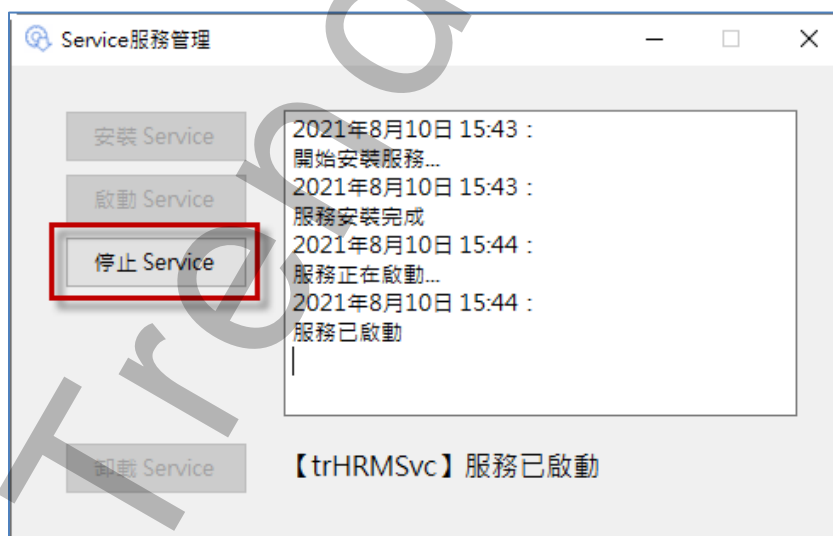 Service服務管理
安裝 Service
啟動 Service
停止 Service
卸載 Service
2021年8月10日 15:43：
開始安裝服務...
2021年8月10日 15:43：
服務安裝完成
2021年8月10日 15:44：
服務正在啟動...
2021年8月10日 15:44：
服務已啟動
【trHRMSvc】服務已啟動
Trend